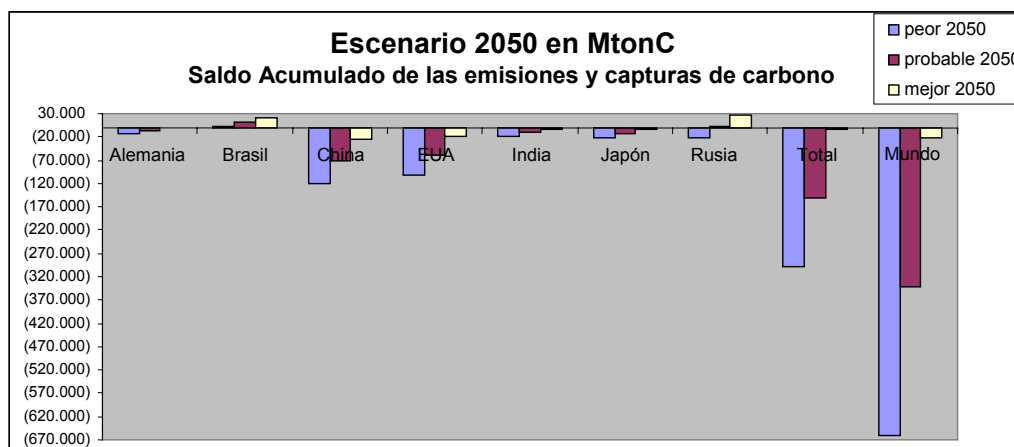 Escenario 2050 en MtonC
Saldo Acumulado de las emisiones y capturas de carbono
peor 2050
probable 2050
mejor 2050
30.000
(20.000)
(70.000)
(120.000)
(170.000)
(220.000)
(270.000)
(320.000)
(370.000)
(420.000)
(470.000)
(520.000)
(570.000)
(620.000)
(670.000)
Alemania Brasil China EUA India Japón Rusia Total Mundo